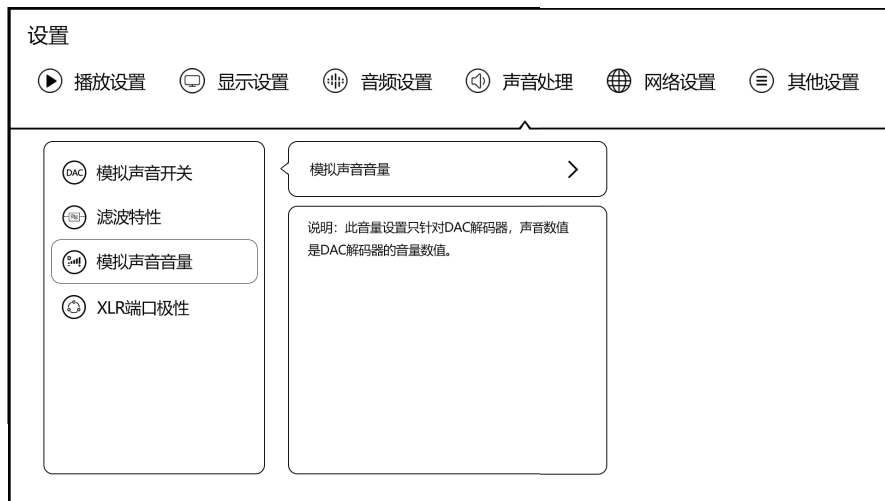 设置
播放设置 显示设置 音频设置 声音处理 网络设置 其他设置
DAC 模拟声音开关
滤波特性
模拟声音音量
XLR端口极性
模拟声音音量
说明：此音量设置只针对DAC解码器，声音数值
是DAC解码器的音量数值。